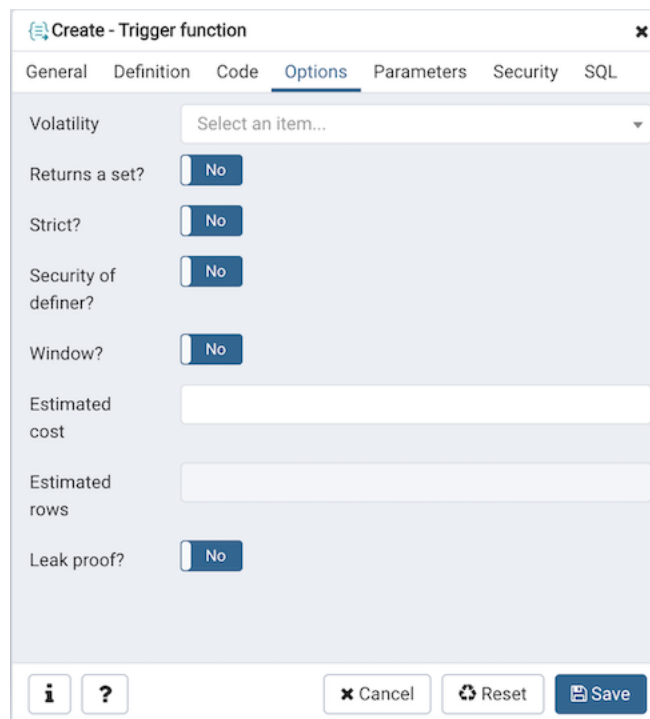 Create - Trigger function
General Definition Code Options Parameters Security SQL
Volatility Select an item...
Returns a set? No
Strict? No
Security of
definer? No
Window? No
Estimated
cost
Estimated
rows
Leak proof? No
i ? Cancel Reset Save